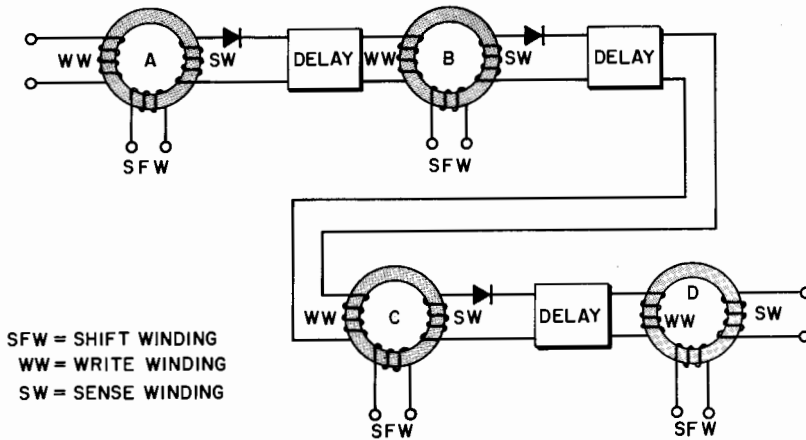 WW A SW DELAY WW B SW DELAY
SFW SFW
WW C SW DELAY WW D SW
SFW SFW
SFW = SHIFT WINDING
WW = WRITE WINDING
SW = SENSE WINDING